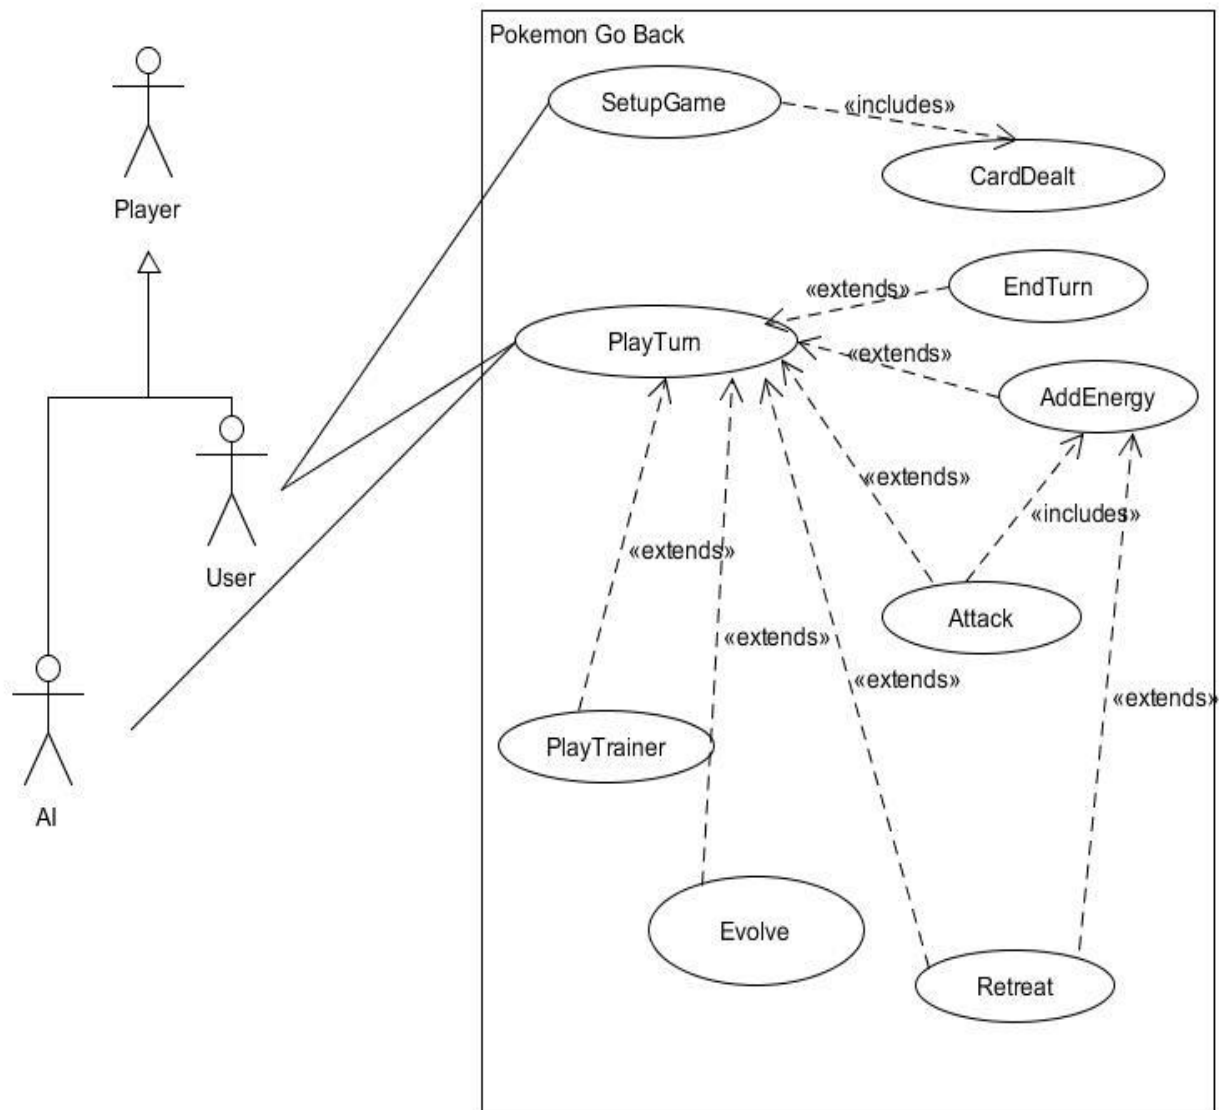 Pokemon Go Back
SetupGame
«includes»
CardDealt
Player
«extends»
EndTurn
PlayTurn
«extends»
AddEnergy
«extends»
«includes»
«extends»
User
Attack
«extends»
«extends»
«extends»
PlayTrainer
AI
Evolve
Retreat